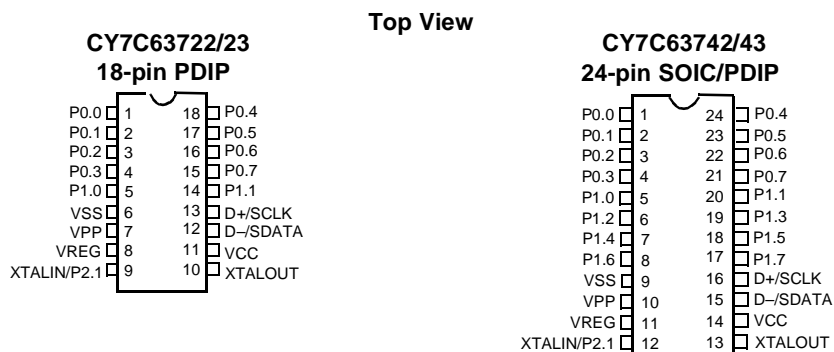 Top View
CY7C63722/23
18-pin PDIP
P0.0 1 18 P0.4
P0.1 2 17 P0.5
P0.2 3 16 P0.6
P0.3 4 15 P0.7
P1.0 5 14 P1.1
VSS 6 13 D+/SCLK
VPP 7 12 D–/SDATA
VREG 8 11 VCC
XTALIN/P2.1 9 10 XTALOUT
CY7C63742/43
24-pin SOIC/PDIP
P0.0 1 24 P0.4
P0.1 2 23 P0.5
P0.2 3 22 P0.6
P0.3 4 21 P0.7
P1.0 5 20 P1.1
P1.2 6 19 P1.3
P1.4 7 18 P1.5
P1.6 8 17 P1.7
VSS 9 16 D+/SCLK
VPP 10 15 D–/SDATA
VREG 11 14 VCC
XTALIN/P2.1 12 13 XTALOUT